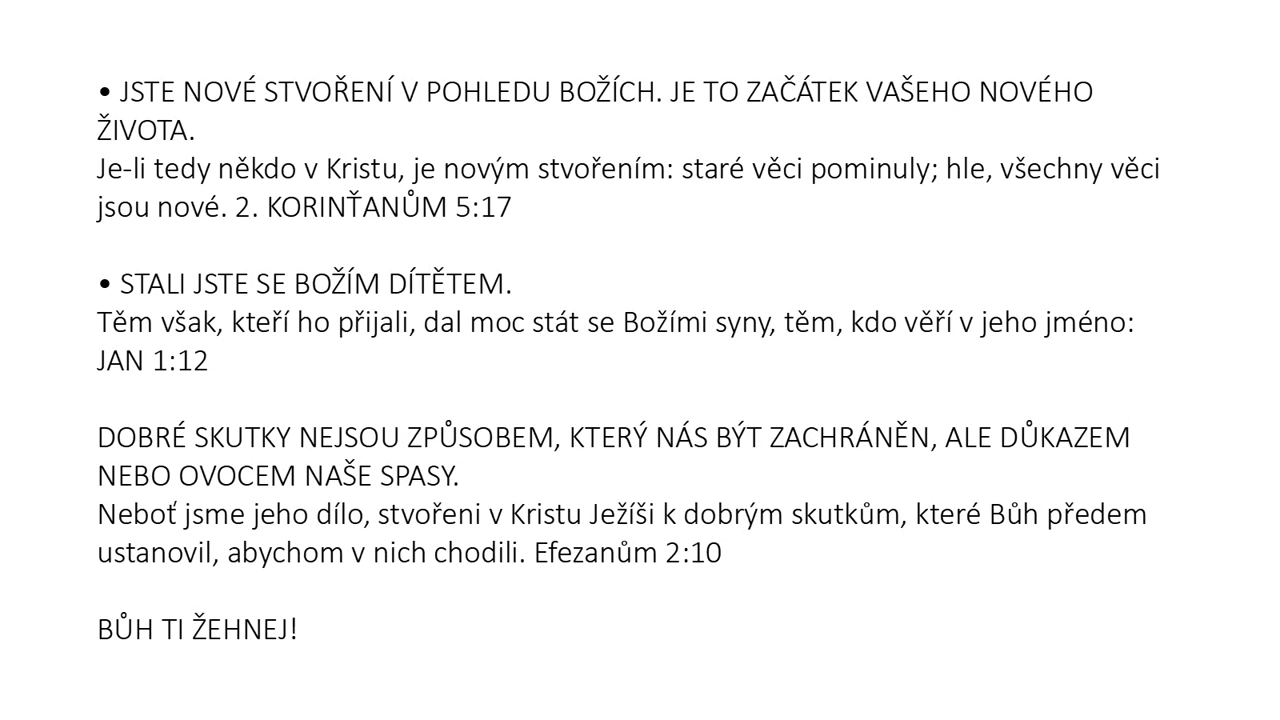 • JSTE NOVÉ STVOŘENÍ V POHLEDU BOŽÍCH. JE TO ZAČÁTEK VAŠEHO NOVÉHO
ŽIVOTA.
Je-li tedy někdo v Kristu, je novým stvořením: staré věci pominuly; hle, všechny věci
jsou nové. 2. KORINŤANŮM 5:17
• STALI JSTE SE BOŽÍM DÍTĚTEM.
Těm však, kteří ho přijali, dal moc stát se Božími syny, těm, kdo věří v jeho jméno:
JAN 1:12
DOBRÉ SKUTKY NEJSOU ZPŮSOBEM, KTERÝ NÁS BÝT ZACHRÁNĚN, ALE DŮKAZEM
NEBO OVOCEM NAŠE SPASY.
Neboť jsme jeho dílo, stvořeni v Kristu Ježíši k dobrým skutkům, které Bůh předem
ustanovil, abychom v nich chodili. Efezanům 2:10
BŮH TI ŽEHNEJ!